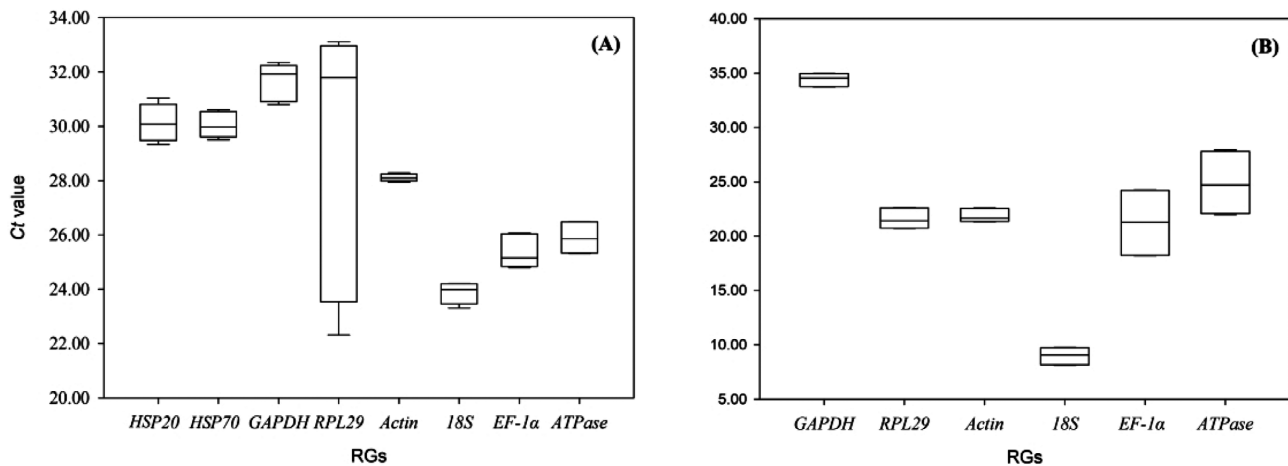 34.00
(A)
32.00
30.00
28.00
26.00
24.00
22.00
20.00
Ct value
HSP20 HSP70 GAPDH RPL29 Actin 18S EF-1α ATPase
RGs
40.00
(B)
35.00
30.00
25.00
20.00
15.00
10.00
5.00
GAPDH RPL29 Actin 18S EF-1α ATPase
RGs